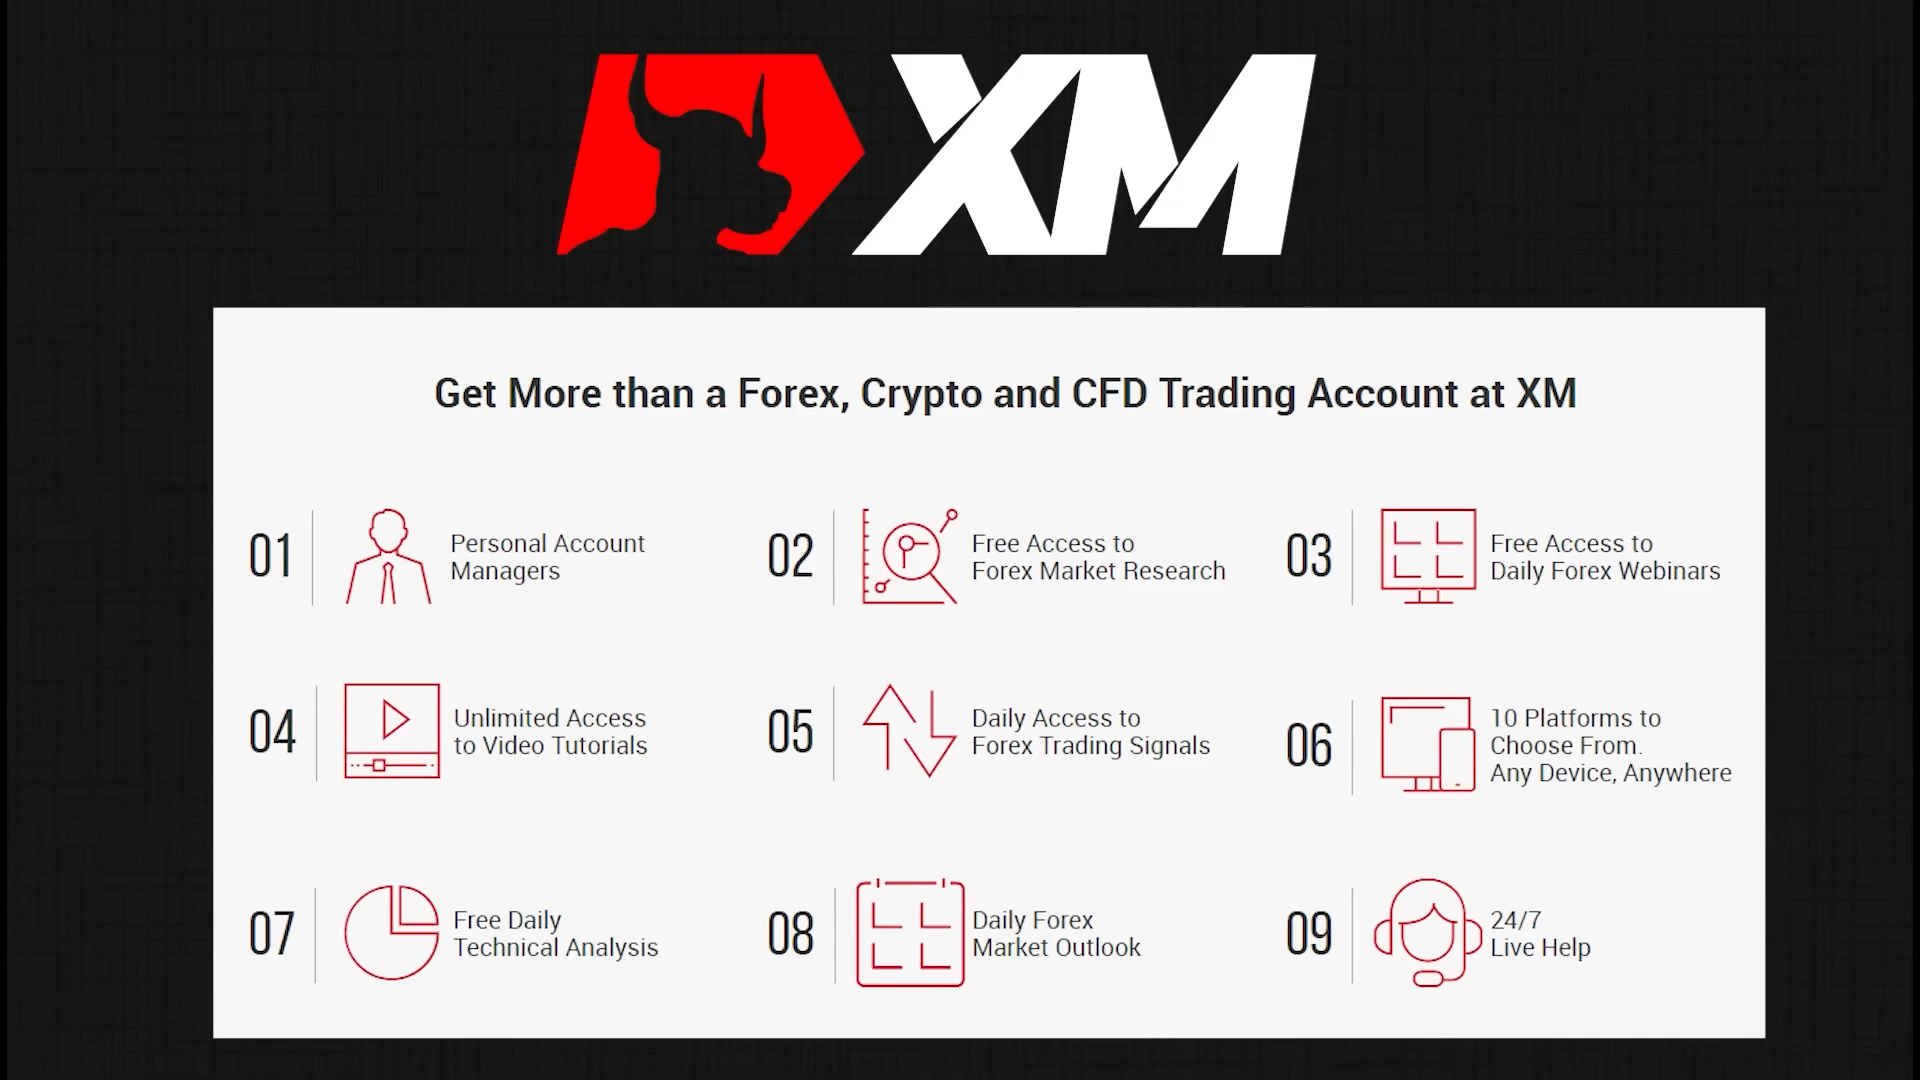 XM
Get More than a Forex, Crypto and CFD Trading Account at XM
01
Personal Account
Managers
02
Free Access to
Forex Market Research
03
Free Access to
Daily Forex Webinars
04
Unlimited Access
to Video Tutorials
05
Daily Access to
Forex Trading Signals
06
10 Platforms to
Choose From.
Any Device, Anywhere
07
Free Daily
Technical Analysis
08
Daily Forex
Market Outlook
09
24/7
Live Help